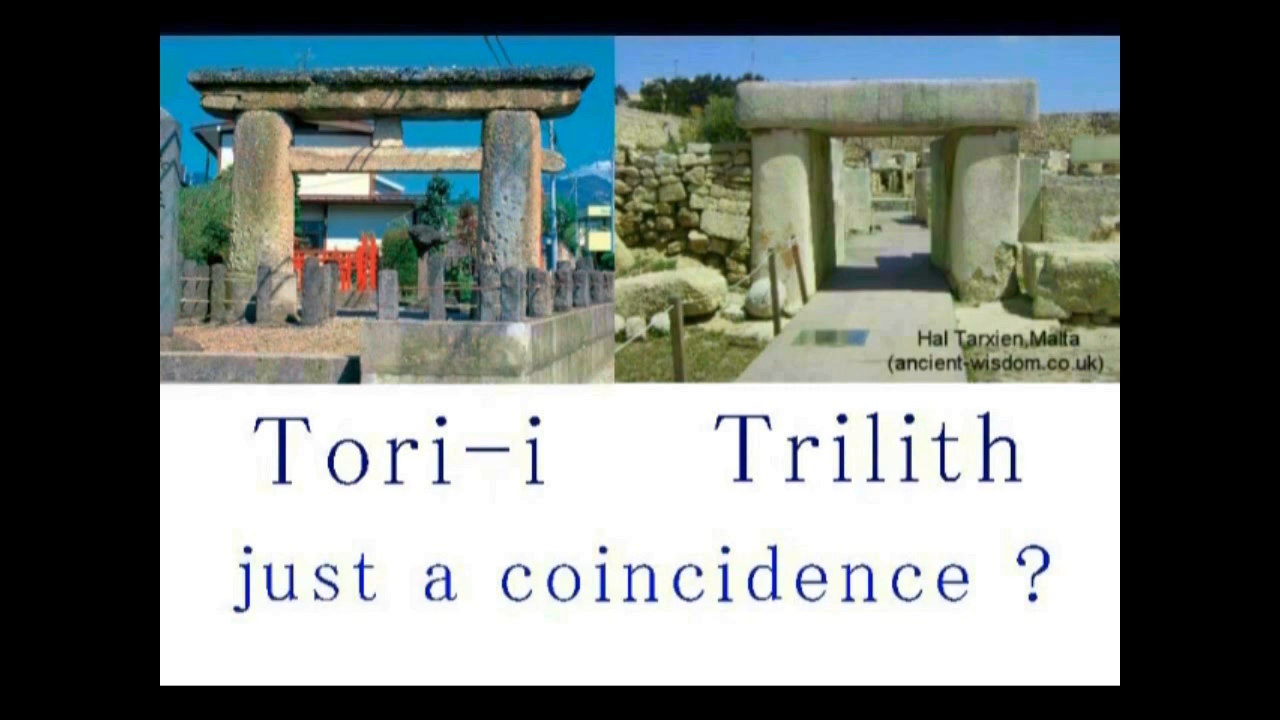 Hal Tarxien,Malta
(ancient-wisdom.co.uk)
Tori-i Trilith
just a coincidence ?